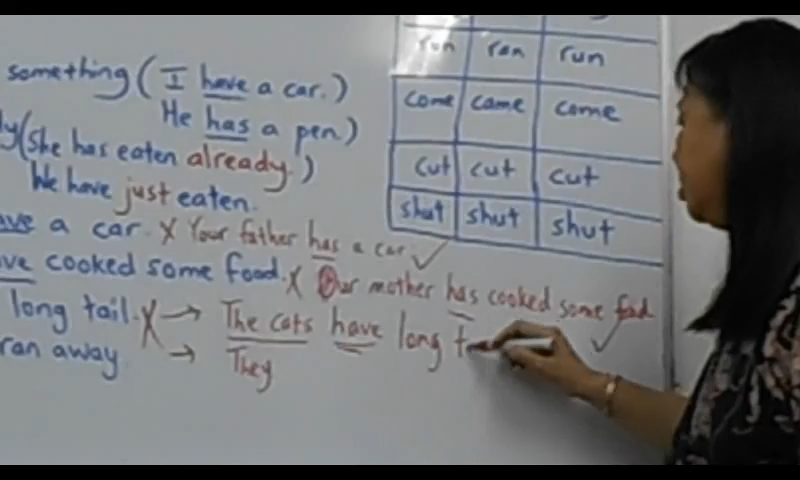 run ran run
something (I have a car.)
come came come
He has a pen.)
(She has eaten already.)
cut cut cut
We have just eaten.
shut shut shut
a car. X Your father has a car. ✓
cooked some food. X Our mother has cooked some food ✓
long tail. X → The cats have long t
ran away → They